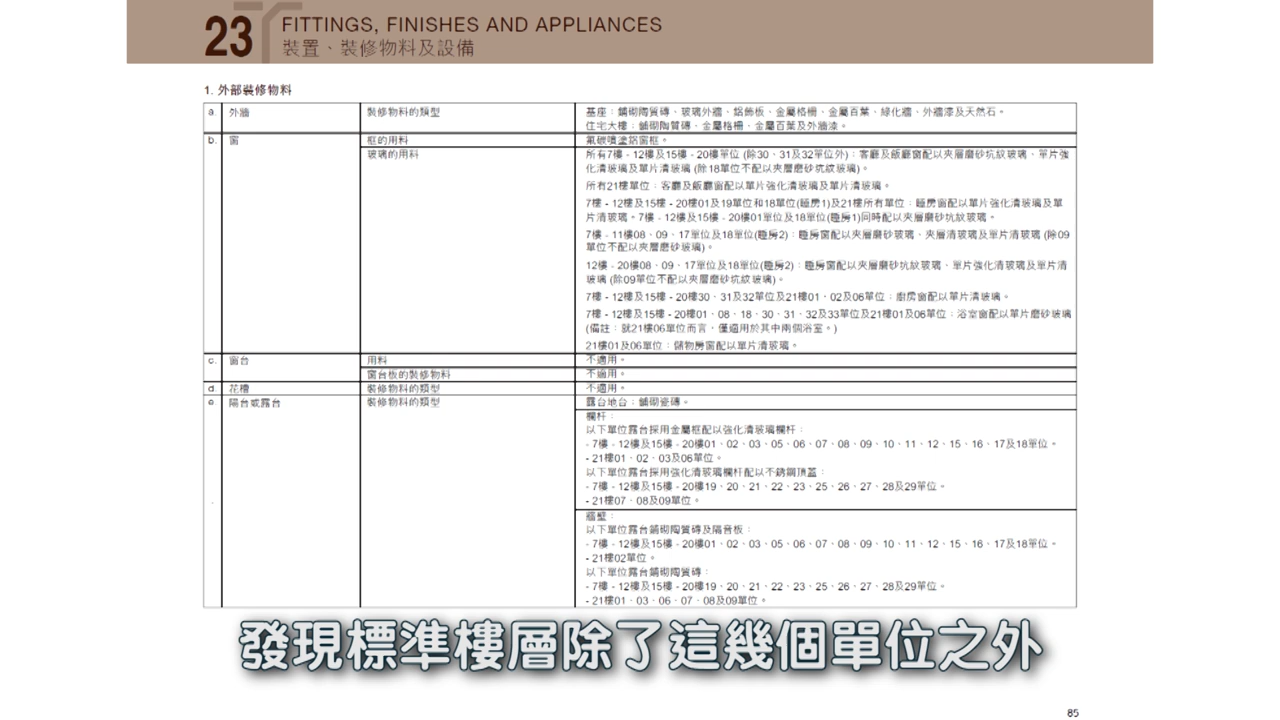 23
FITTINGS, FINISHES AND APPLIANCES
裝置、裝修物料及設備
1. 外部裝修物料
a. 外牆 裝修物料的類型 基座：鋪砌陶質磚、玻璃外牆、鋁飾板、金屬格柵、金屬百葉、綠化牆、外牆漆及天然石。
住宅大樓：鋪砌陶質磚、金屬格柵、金屬百葉及外牆漆。
b. 窗 框的用料 氟碳噴塗鋁窗框。
玻璃的用料 所有7樓 - 12樓及15樓 - 20樓單位 (除30、31及32單位外)：客廳及飯廳窗配以夾層磨砂坑紋玻璃、單片強
化清玻璃及單片清玻璃 (除18單位不配以夾層磨砂坑紋玻璃)。
所有21樓單位：客廳及飯廳窗配以單片強化清玻璃及單片清玻璃。
7樓 - 12樓及15樓 - 20樓01及19單位和18單位(睡房1)及21樓所有單位：睡房窗配以單片強化清玻璃及單
片清玻璃。7樓 - 12樓及15樓 - 20樓01單位及18單位(睡房1)同時配以夾層磨砂坑紋玻璃。
7樓 - 11樓08、09、17單位及18單位(睡房2)：睡房窗配以夾層磨砂玻璃、夾層清玻璃及單片清玻璃 (除09
單位不配以夾層磨砂玻璃)。
12樓 - 20樓08、09、17單位及18單位(睡房2)：睡房窗配以夾層磨砂坑紋玻璃、單片強化清玻璃及單片清
玻璃 (除09單位不配以夾層磨砂坑紋玻璃)。
7樓 - 12樓及15樓 - 20樓30、31及32單位及21樓01、02及06單位：廚房窗配以單片清玻璃。
7樓 - 12樓及15樓 - 20樓01、08、18、30、31、32及33單位及21樓01及06單位：浴室窗配以單片磨砂玻璃
(備註：就21樓06單位而言，僅適用於其中兩個浴室。)
21樓01及06單位：儲物房窗配以單片清玻璃。
c. 窗台 用料 不適用。
窗台板的裝修物料 不適用。
d. 花槽 裝修物料的類型 不適用。
e. 陽台或露台 裝修物料的類型 露台地台：鋪砌瓷磚。
欄杆：
以下單位露台採用金屬框配以強化清玻璃欄杆：
- 7樓 - 12樓及15樓 - 20樓01、02、03、05、06、07、08、09、10、11、12、15、16、17及18單位。
- 21樓01、02、03及06單位。
以下單位露台採用強化清玻璃欄杆配以不銹鋼頂蓋：
- 7樓 - 12樓及15樓 - 20樓19、20、21、22、23、25、26、27、28及29單位。
- 21樓07、08及09單位。
牆壁：
以下單位露台鋪砌陶質磚及隔音板：
- 7樓 - 12樓及15樓 - 20樓01、02、03、05、06、07、08、09、10、11、12、15、16、17及18單位。
- 21樓02單位。
以下單位露台鋪砌陶質磚：
- 7樓 - 12樓及15樓 - 20樓19、20、21、22、23、25、26、27、28及29單位。
- 21樓01、03、06、07、08及09單位。
發現標準樓層除了這幾個單位之外
85